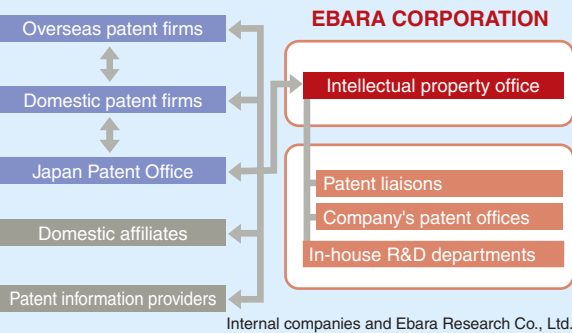 EBARA CORPORATION
Overseas patent firms
Domestic patent firms
Japan Patent Office
Domestic affiliates
Patent information providers
Intellectual property office
Patent liaisons
Company's patent offices
In-house R&D departments
Internal companies and Ebara Research Co., Ltd.